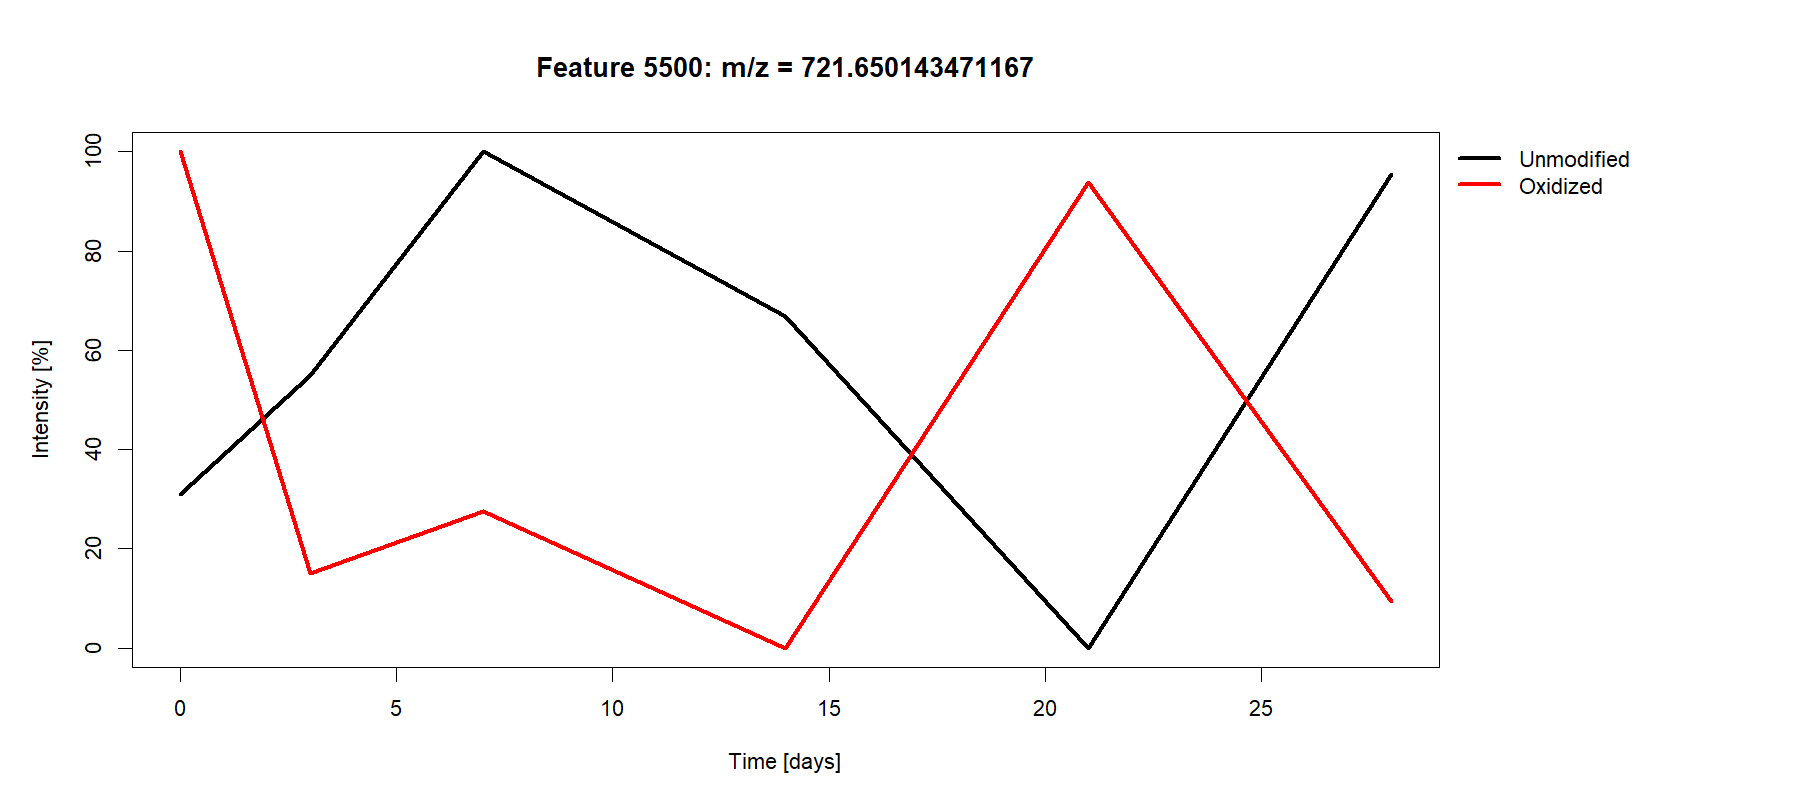 Feature 5500: m/z = 721.650143471167
Unmodified
Oxidized
Intensity [%]
100
80
60
40
20
0
0 5 10 15 20 25
Time [days]